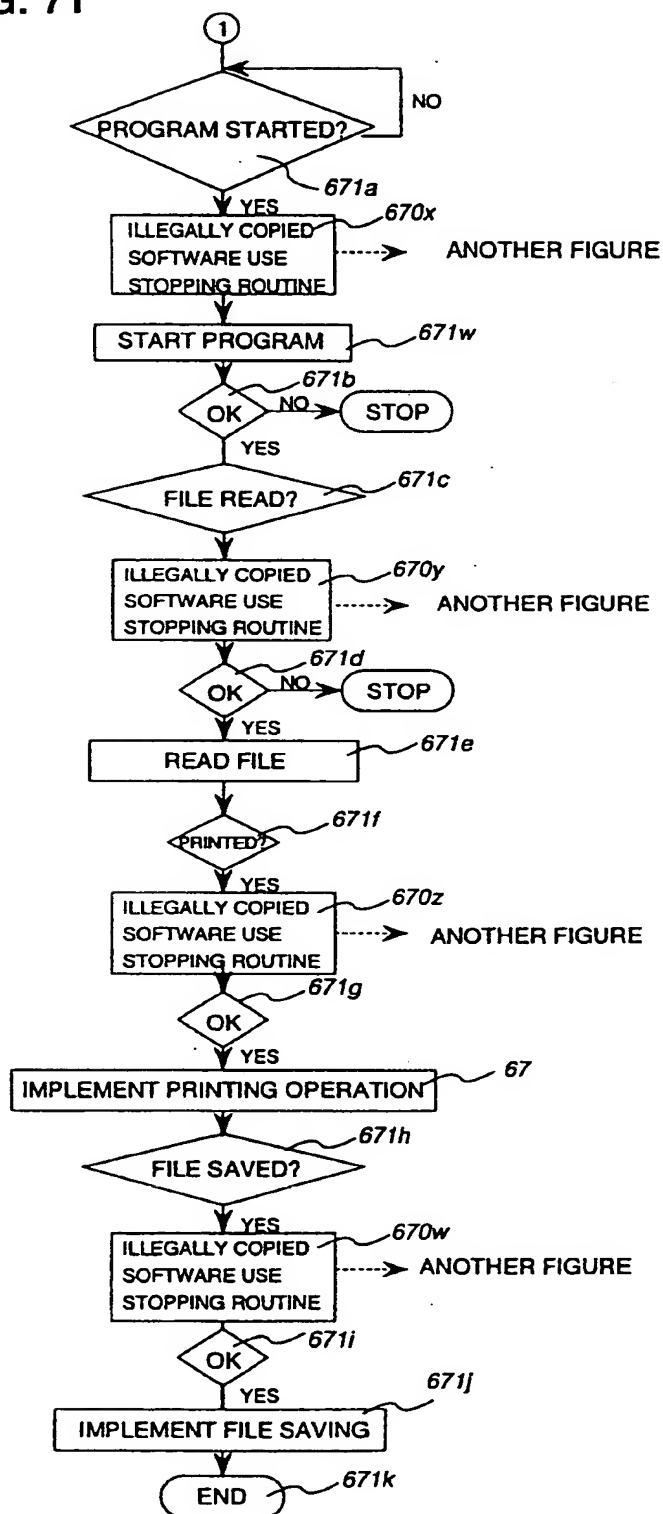 G. 71
1
NO
PROGRAM STARTED?
671a
YES
670x
ILLEGALLY COPIED
SOFTWARE USE
STOPPING ROUTINE
ANOTHER FIGURE
START PROGRAM
671w
671b
OK
NO
STOP
YES
FILE READ?
671c
670y
ILLEGALLY COPIED
SOFTWARE USE
STOPPING ROUTINE
ANOTHER FIGURE
671d
OK
NO
STOP
YES
READ FILE
671e
PRINTED?
671f
YES
670z
ILLEGALLY COPIED
SOFTWARE USE
STOPPING ROUTINE
ANOTHER FIGURE
671g
OK
YES
IMPLEMENT PRINTING OPERATION
67
671h
FILE SAVED?
YES
670w
ILLEGALLY COPIED
SOFTWARE USE
STOPPING ROUTINE
ANOTHER FIGURE
671i
OK
YES
671j
IMPLEMENT FILE SAVING
END
671k